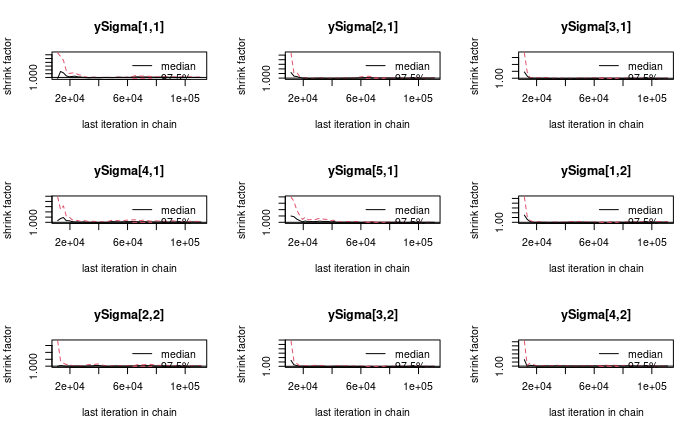 ySigma[1,1] ySigma[2,1] ySigma[3,1]
shrink factor 1.000 median 97.5% shrink factor 1.000 median 97.5% shrink factor 1.00 median 97.5%
2e+04 6e+04 1e+05 2e+04 6e+04 1e+05 2e+04 6e+04 1e+05
last iteration in chain last iteration in chain last iteration in chain
ySigma[4,1] ySigma[5,1] ySigma[1,2]
shrink factor 1.000 median 97.5% shrink factor 1.000 median 97.5% shrink factor 1.00 median 97.5%
2e+04 6e+04 1e+05 2e+04 6e+04 1e+05 2e+04 6e+04 1e+05
last iteration in chain last iteration in chain last iteration in chain
ySigma[2,2] ySigma[3,2] ySigma[4,2]
shrink factor 1.000 median 97.5% shrink factor 1.00 median 97.5% shrink factor 1.00 median 97.5%
2e+04 6e+04 1e+05 2e+04 6e+04 1e+05 2e+04 6e+04 1e+05
last iteration in chain last iteration in chain last iteration in chain